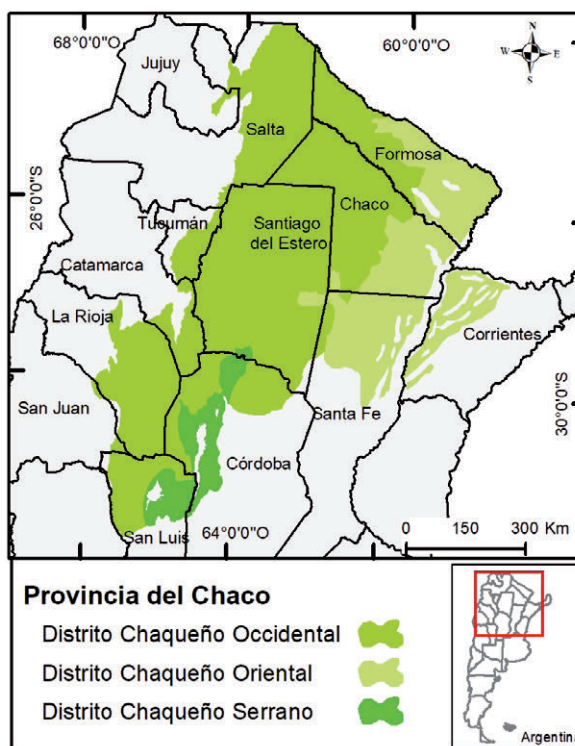 68°0'0"O
60°0'0"O
N
W
E
S
Jujuy
Salta
Formosa
26°0'0"S
Chaco
Tucumán
Santiago
del Estero
Catamarca
La Rioja
Corrientes
San Juan
Santa Fe
30°0'0"S
Córdoba
San Luis
64°0'0"O
0 150 300 Km
Provincia del Chaco
Distrito Chaqueño Occidental
Distrito Chaqueño Oriental
Distrito Chaqueño Serrano
Argentina